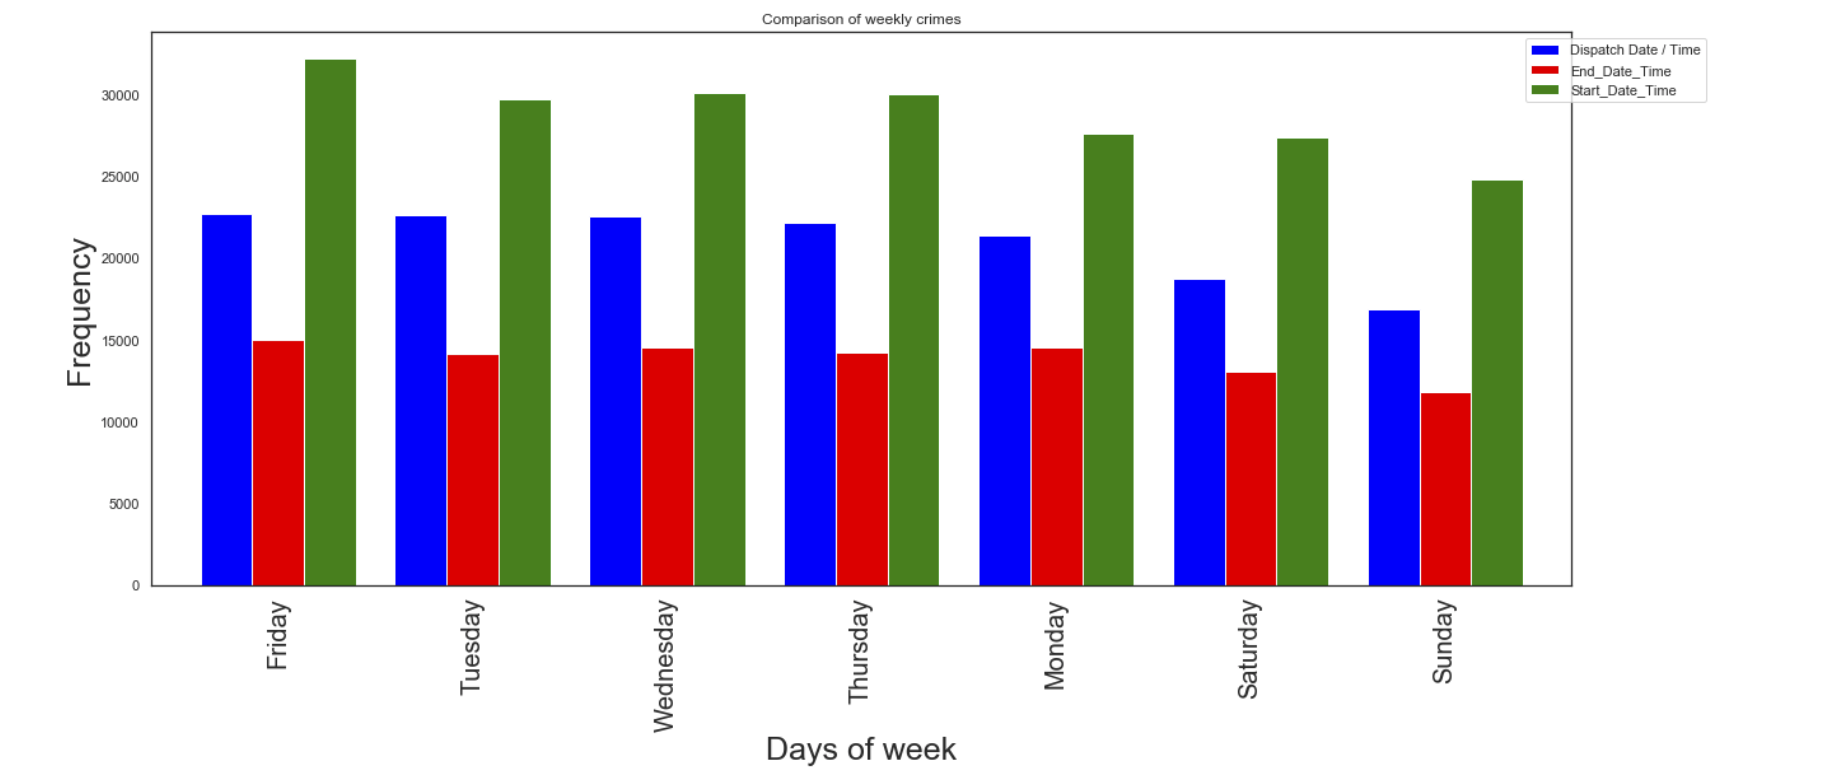 Comparison of weekly crimes
Dispatch Date / Time
End_Date_Time
Start_Date_Time
Frequency
30000
25000
20000
15000
10000
5000
0
Friday
Tuesday
Wednesday
Thursday
Monday
Saturday
Sunday
Days of week